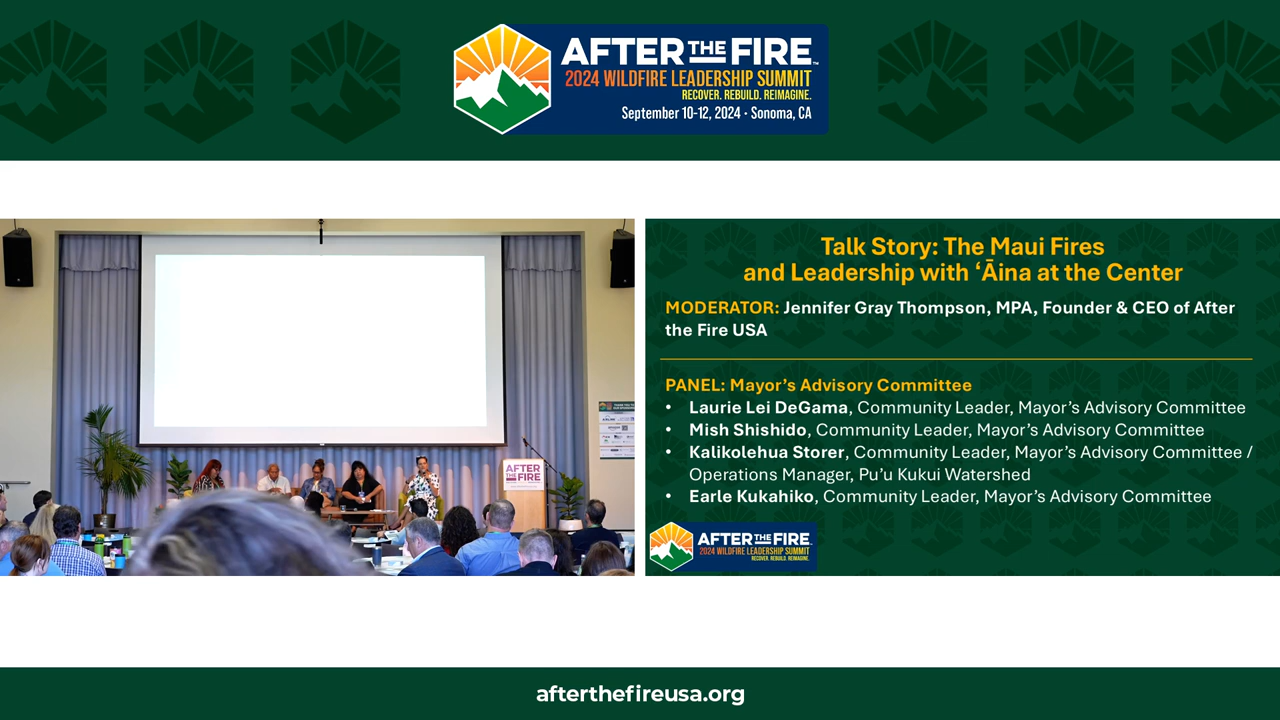 AFTER THE FIRE™
2024 WILDFIRE LEADERSHIP SUMMIT
RECOVER. REBUILD. REIMAGINE.
September 10-12, 2024 · Sonoma, CA
AFTER
THE FIRE
Talk Story: The Maui Fires
and Leadership with ʻĀina at the Center
MODERATOR: Jennifer Gray Thompson, MPA, Founder & CEO of After
the Fire USA
PANEL: Mayor’s Advisory Committee
• Laurie Lei DeGama, Community Leader, Mayor’s Advisory Committee
• Mish Shishido, Community Leader, Mayor’s Advisory Committee
• Kalikolehua Storer, Community Leader, Mayor’s Advisory Committee /
Operations Manager, Pu’u Kukui Watershed
• Earle Kukahiko, Community Leader, Mayor’s Advisory Committee
AFTER THE FIRE
2024 WILDFIRE LEADERSHIP SUMMIT
RECOVER. REBUILD. REIMAGINE.
afterthefireusa.org